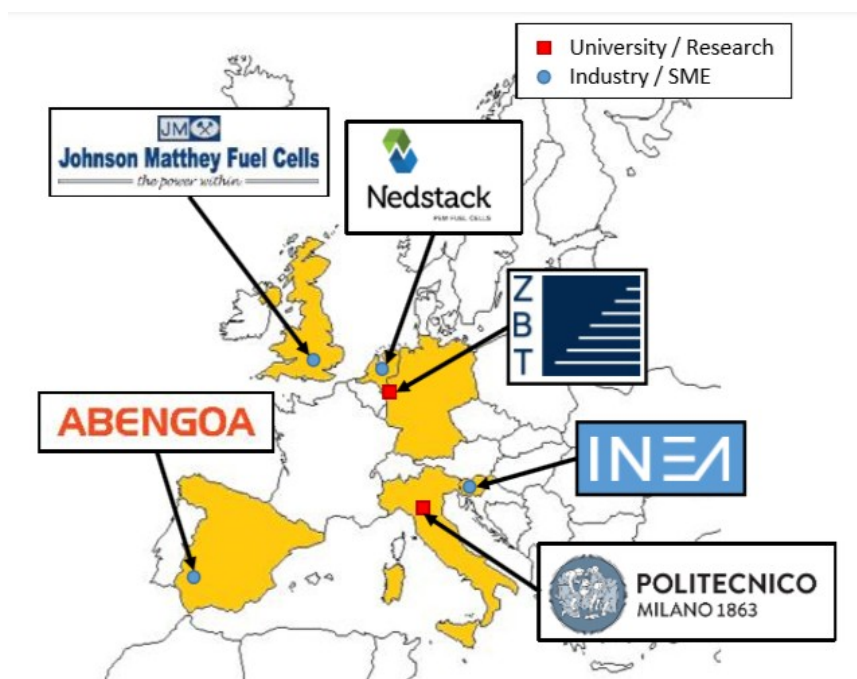 University / Research
Industry / SME
JM
Johnson Matthey Fuel Cells
the power within
Nedstack
PEM FUEL CELLS
Z
B
T
ABENGOA
INEA
POLITECNICO
MILANO 1863